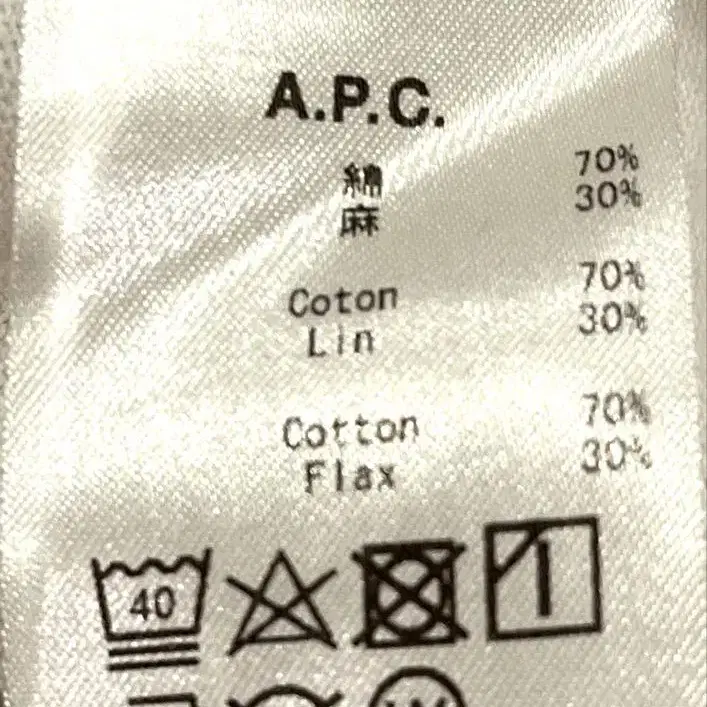 A.P.C.
綿 70%
麻 30%
Coton 70%
Lin 30%
Cotton 70%
Flax 30%
40